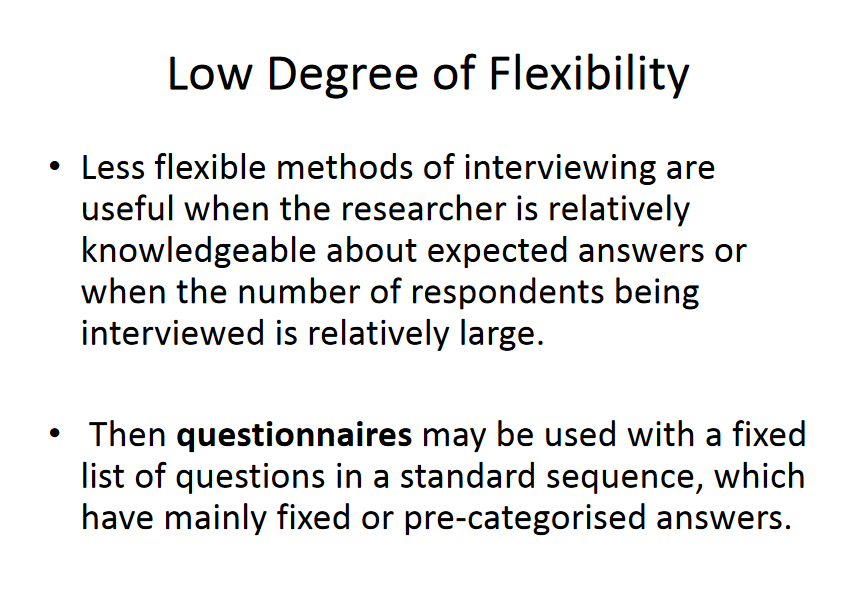 Low Degree of Flexibility
• Less flexible methods of interviewing are
useful when the researcher is relatively
knowledgeable about expected answers or
when the number of respondents being
interviewed is relatively large.
• Then questionnaires may be used with a fixed
list of questions in a standard sequence, which
have mainly fixed or pre-categorised answers.